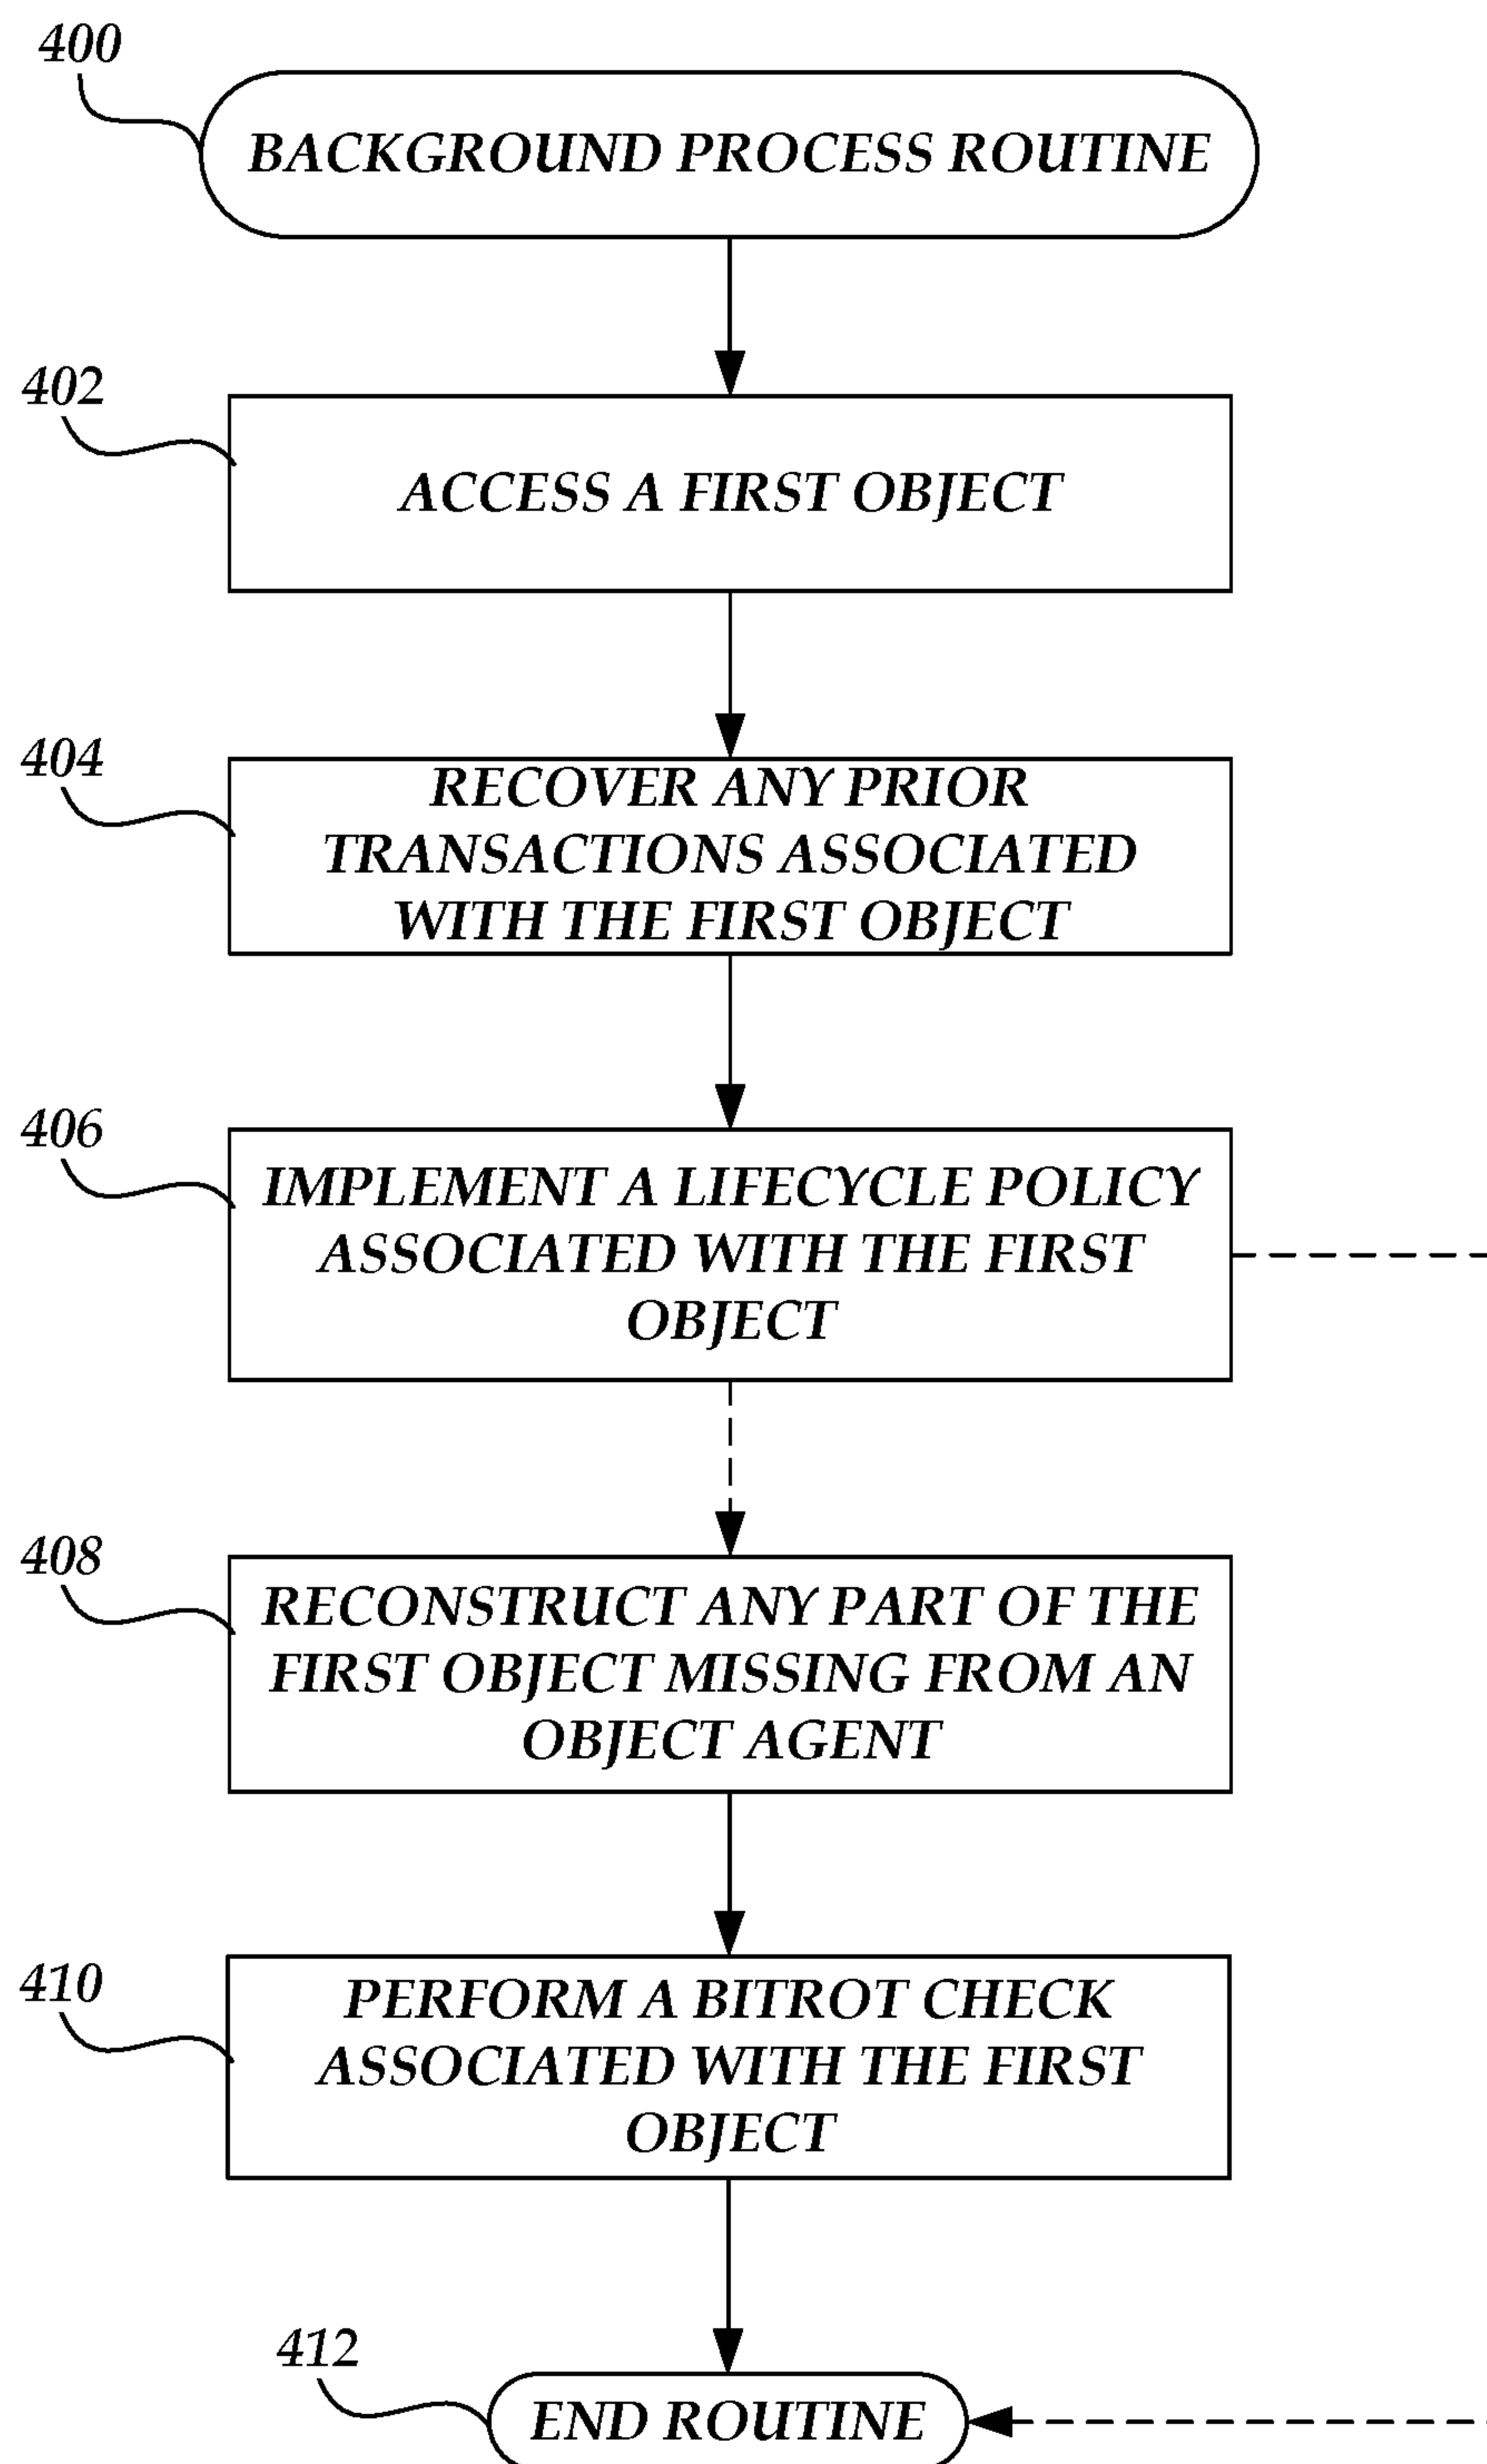 400
BACKGROUND PROCESS ROUTINE
402
ACCESS A FIRST OBJECT
404
RECOVER ANY PRIOR
TRANSACTIONS ASSOCIATED
WITH THE FIRST OBJECT
406
IMPLEMENT A LIFECYCLE POLICY
ASSOCIATED WITH THE FIRST
OBJECT
408
RECONSTRUCT ANY PART OF THE
FIRST OBJECT MISSING FROM AN
OBJECT AGENT
410
PERFORM A BITROT CHECK
ASSOCIATED WITH THE FIRST
OBJECT
412
END ROUTINE